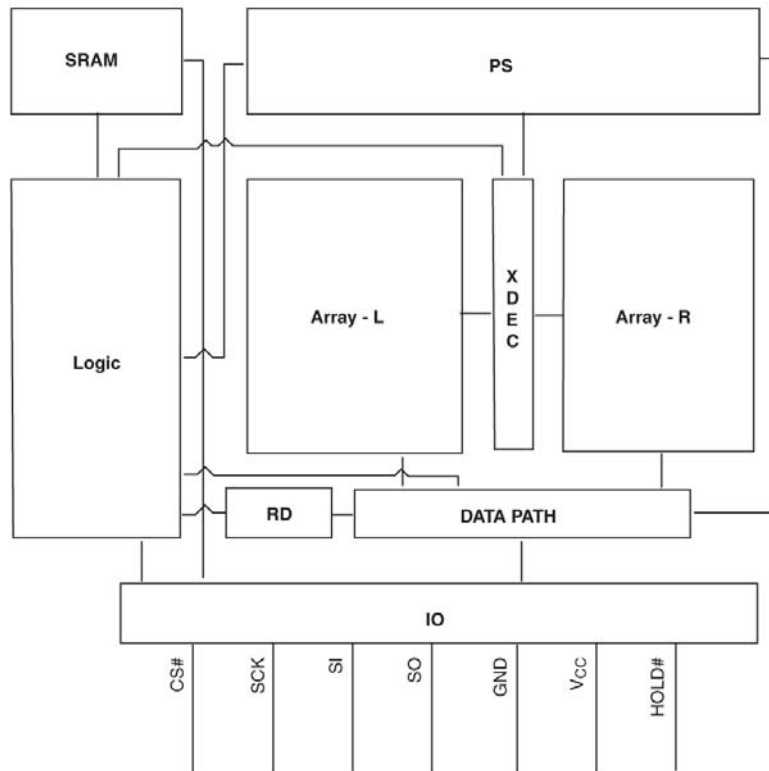 SRAM
PS
Logic
Array - L
X
D
E
C
Array - R
RD
DATA PATH
IO
CS#
SCK
SI
SO
GND
VCC
HOLD#